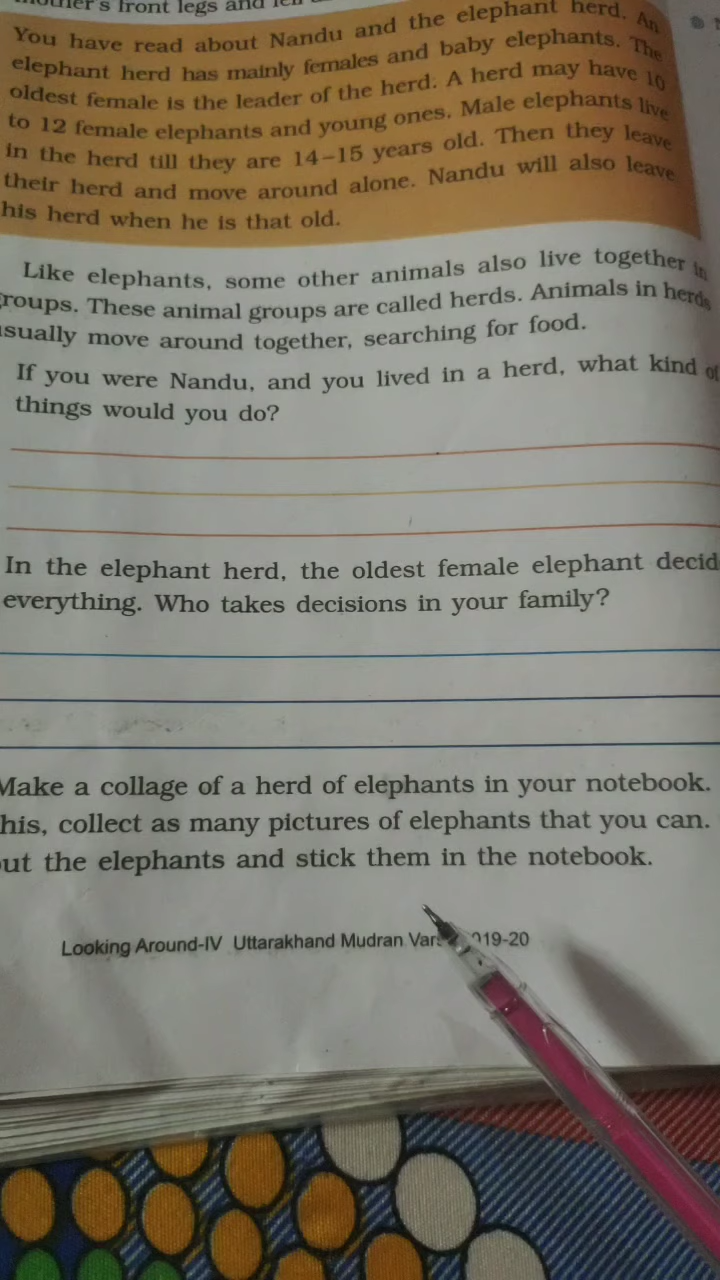 mother's front legs and
You have read about Nandu and the elephant herd. An
elephant herd has mainly females and baby elephants. The
oldest female is the leader of the herd. A herd may have 10
to 12 female elephants and young ones. Male elephants live
in the herd till they are 14–15 years old. Then they leave
their herd and move around alone. Nandu will also leave
his herd when he is that old.
Like elephants, some other animals also live together in
groups. These animal groups are called herds. Animals in herds
usually move around together, searching for food.
If you were Nandu, and you lived in a herd, what kind of
things would you do?
In the elephant herd, the oldest female elephant decid
everything. Who takes decisions in your family?
Make a collage of a herd of elephants in your notebook.
his, collect as many pictures of elephants that you can.
ut the elephants and stick them in the notebook.
Looking Around-IV Uttarakhand Mudran Vars 2019-20